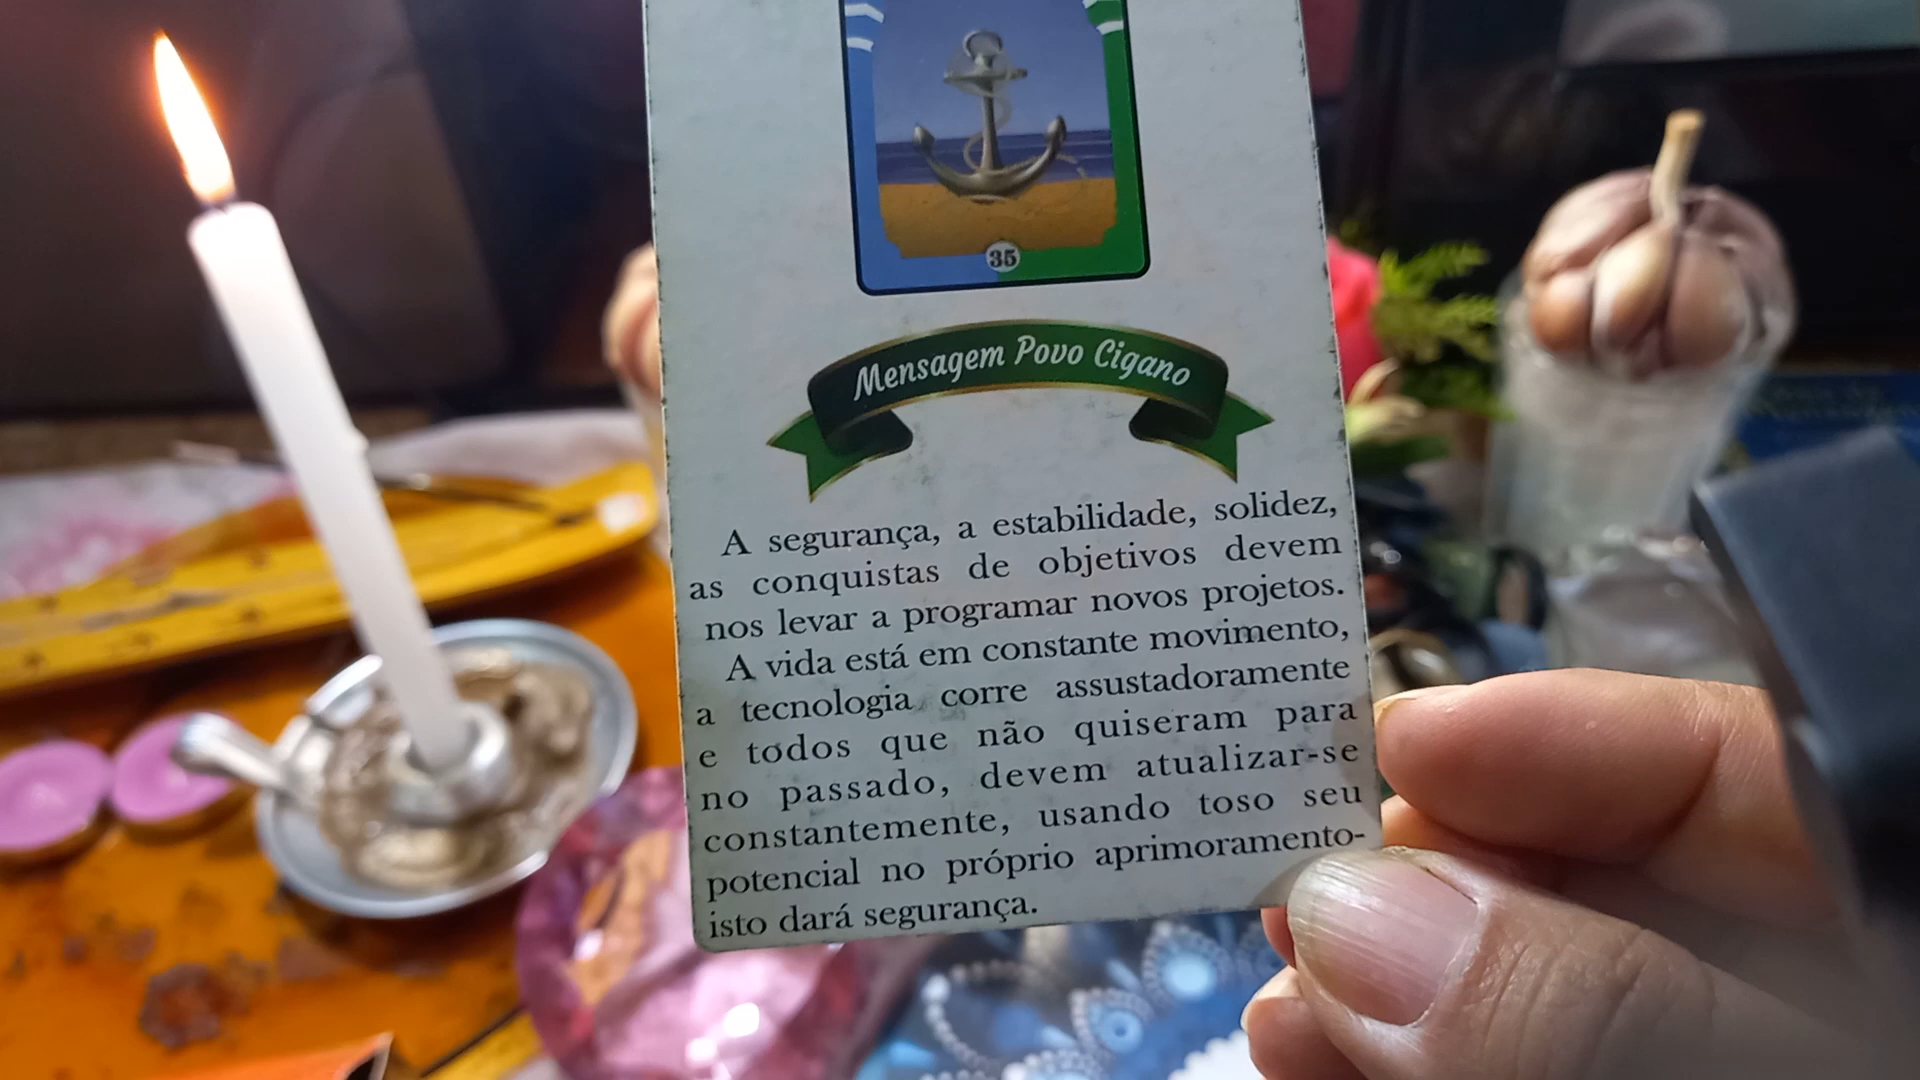 35
Mensagem Povo Cigano
A segurança, a estabilidade, solidez,
as conquistas de objetivos devem
nos levar a programar novos projetos.
A vida está em constante movimento,
a tecnologia corre assustadoramente
e todos que não quiseram para
no passado, devem atualizar-se
constantemente, usando toso seu
potencial no próprio aprimoramento-
isto dará segurança.